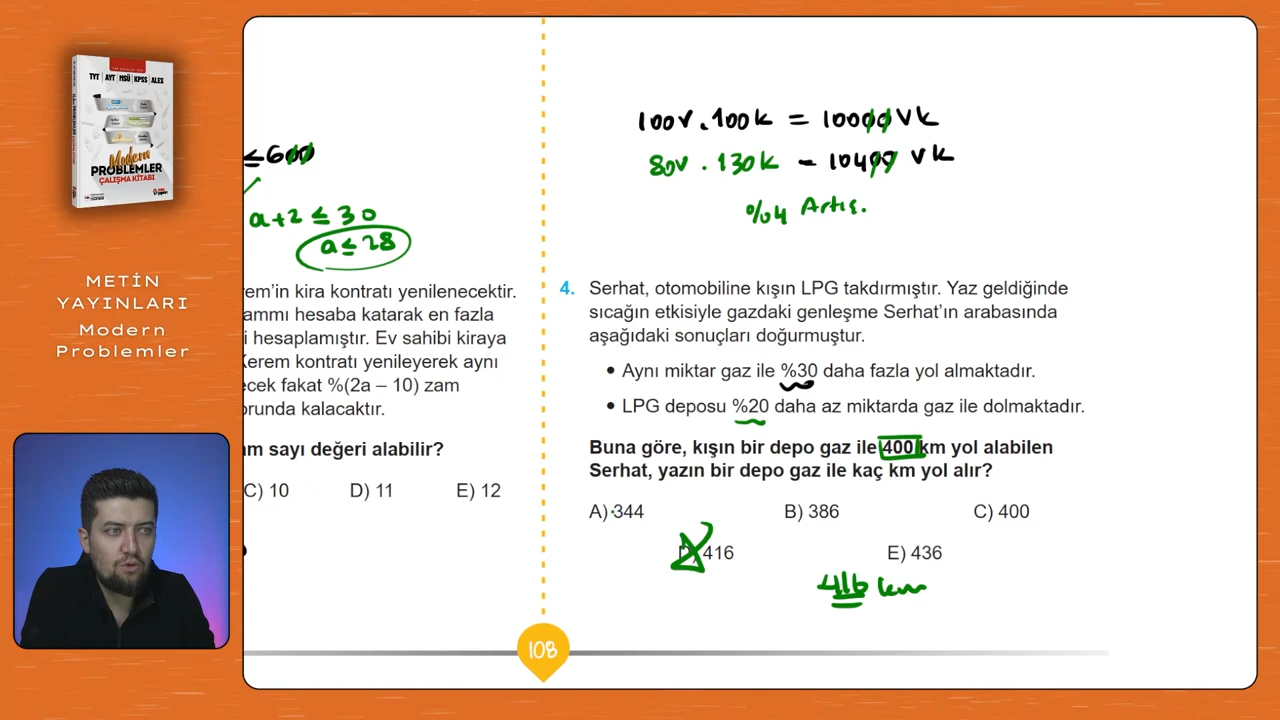 TYT | AYT | MSÜ | KPSS | ALES
Modern
PROBLEMLER
ÇALIŞMA KİTABI
METİN
YAYINLARI
Modern
Problemler
≤600
a+2 ≤ 30
a ≤ 28
rem'in kira kontratı yenilenecektir.
ammı hesaba katarak en fazla
i hesaplamıştır. Ev sahibi kiraya
Kerem kontratı yenileyerek aynı
ecek fakat %(2a – 10) zam
orunda kalacaktır.
am sayı değeri alabilir?
C) 10 D) 11 E) 12
100v . 100k = 10000 vk
80v . 130k = 10400 vk
%4 Artış.
4. Serhat, otomobiline kışın LPG takdırmıştır. Yaz geldiğinde
sıcağın etkisiyle gazdaki genleşme Serhat'ın arabasında
aşağıdaki sonuçları doğurmuştur.
• Aynı miktar gaz ile %30 daha fazla yol almaktadır.
• LPG deposu %20 daha az miktarda gaz ile dolmaktadır.
Buna göre, kışın bir depo gaz ile 400 km yol alabilen
Serhat, yazın bir depo gaz ile kaç km yol alır?
A) 344 B) 386 C) 400
D) 416 E) 436
416 km
108